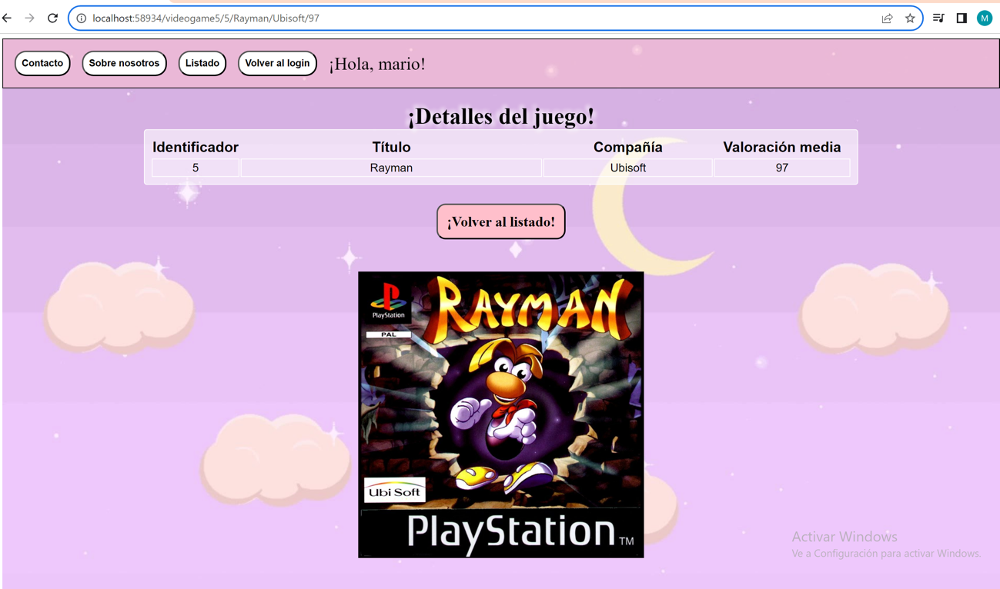 localhost:58934/videogame5/5/Rayman/Ubisoft/97
M
Contacto Sobre nosotros Listado Volver al login ¡Hola, mario!
¡Detalles del juego!
Identificador Título Compañía Valoración media
5 Rayman Ubisoft 97
¡Volver al listado!
RAYMAN
PlayStation
PAL
Ubi Soft
PlayStation TM
Activar Windows
Ve a Configuración para activar Windows.